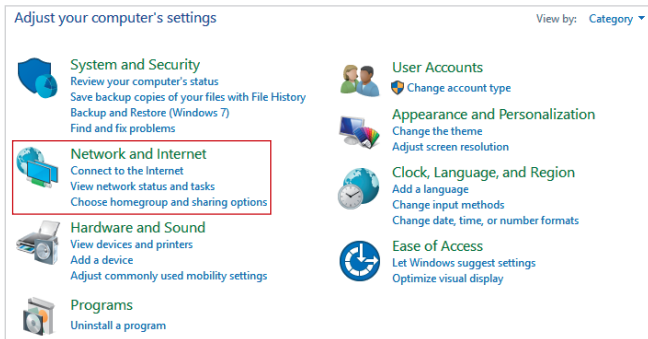 Adjust your computer's settings
View by: Category
System and Security
Review your computer's status
Save backup copies of your files with File History
Backup and Restore (Windows 7)
Find and fix problems
Network and Internet
Connect to the Internet
View network status and tasks
Choose homegroup and sharing options
Hardware and Sound
View devices and printers
Add a device
Adjust commonly used mobility settings
Programs
Uninstall a program
User Accounts
Change account type
Appearance and Personalization
Change the theme
Adjust screen resolution
Clock, Language, and Region
Add a language
Change input methods
Change date, time, or number formats
Ease of Access
Let Windows suggest settings
Optimize visual display